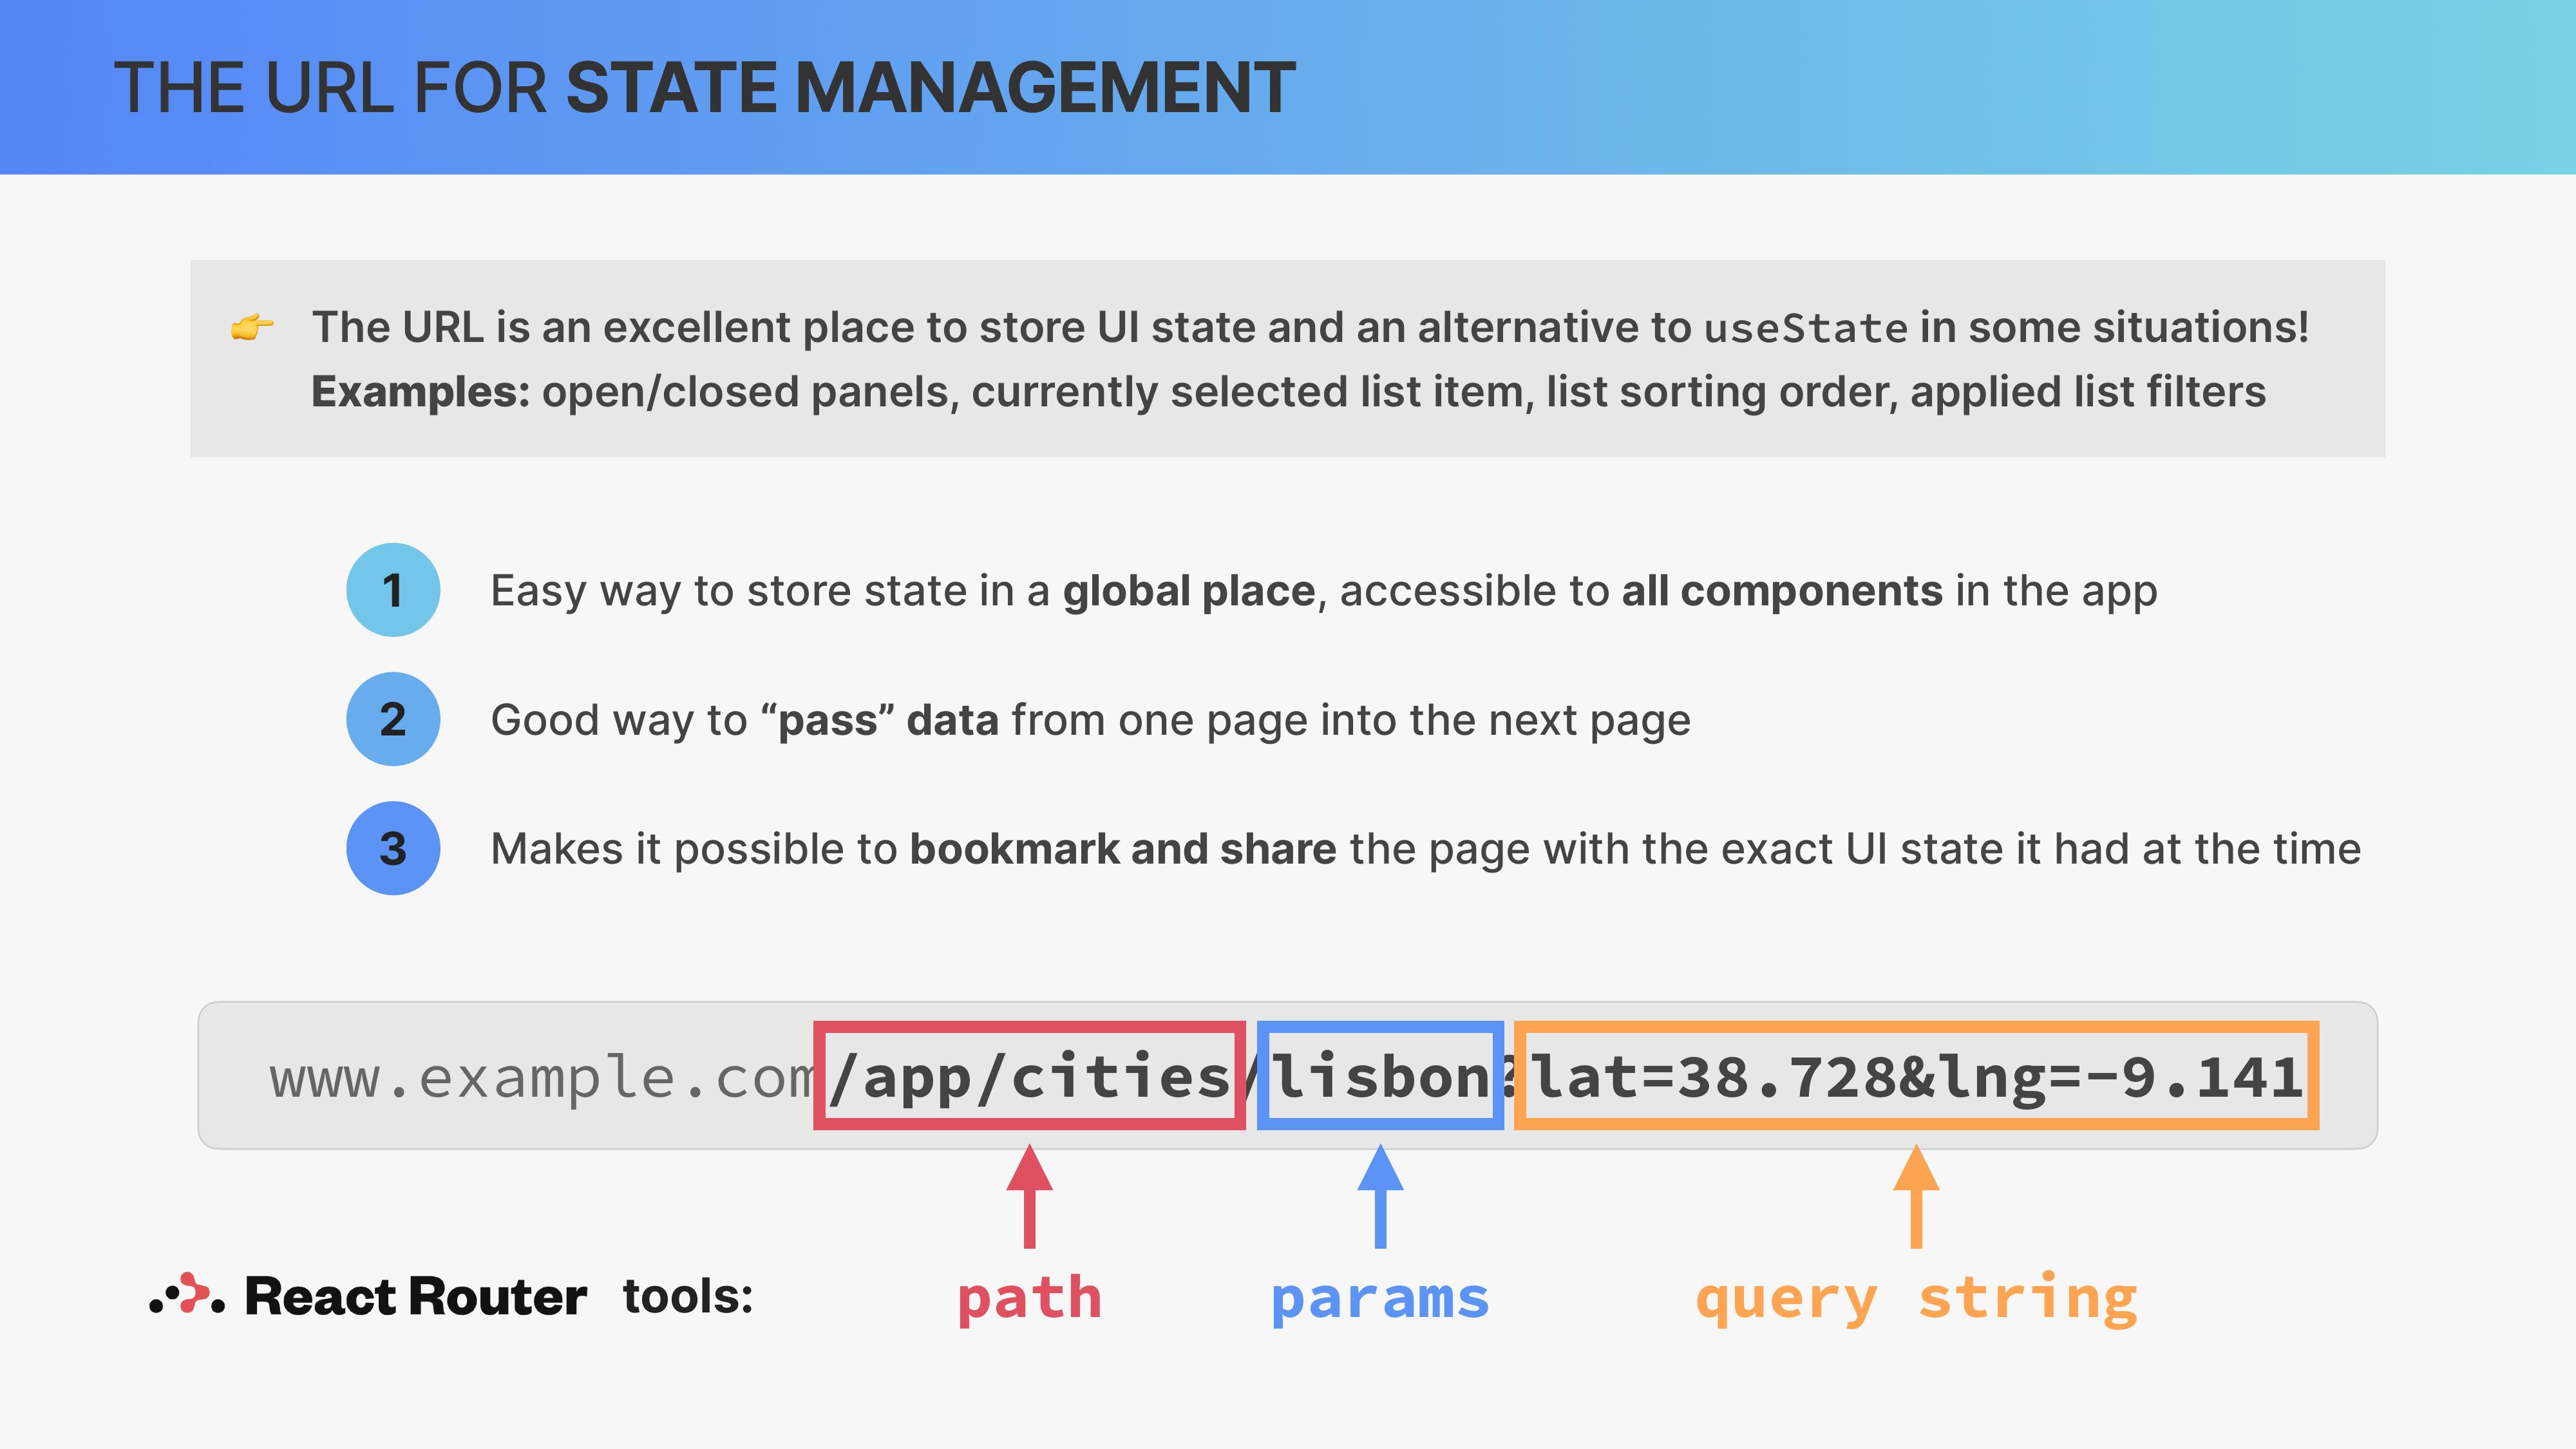 THE URL FOR STATE MANAGEMENT
👉 The URL is an excellent place to store UI state and an alternative to useState in some situations!
Examples: open/closed panels, currently selected list item, list sorting order, applied list filters
1 Easy way to store state in a global place, accessible to all components in the app
2 Good way to “pass” data from one page into the next page
3 Makes it possible to bookmark and share the page with the exact UI state it had at the time
www.example.com/app/cities/lisbon?lat=38.728&lng=-9.141
React Router tools: path params query string